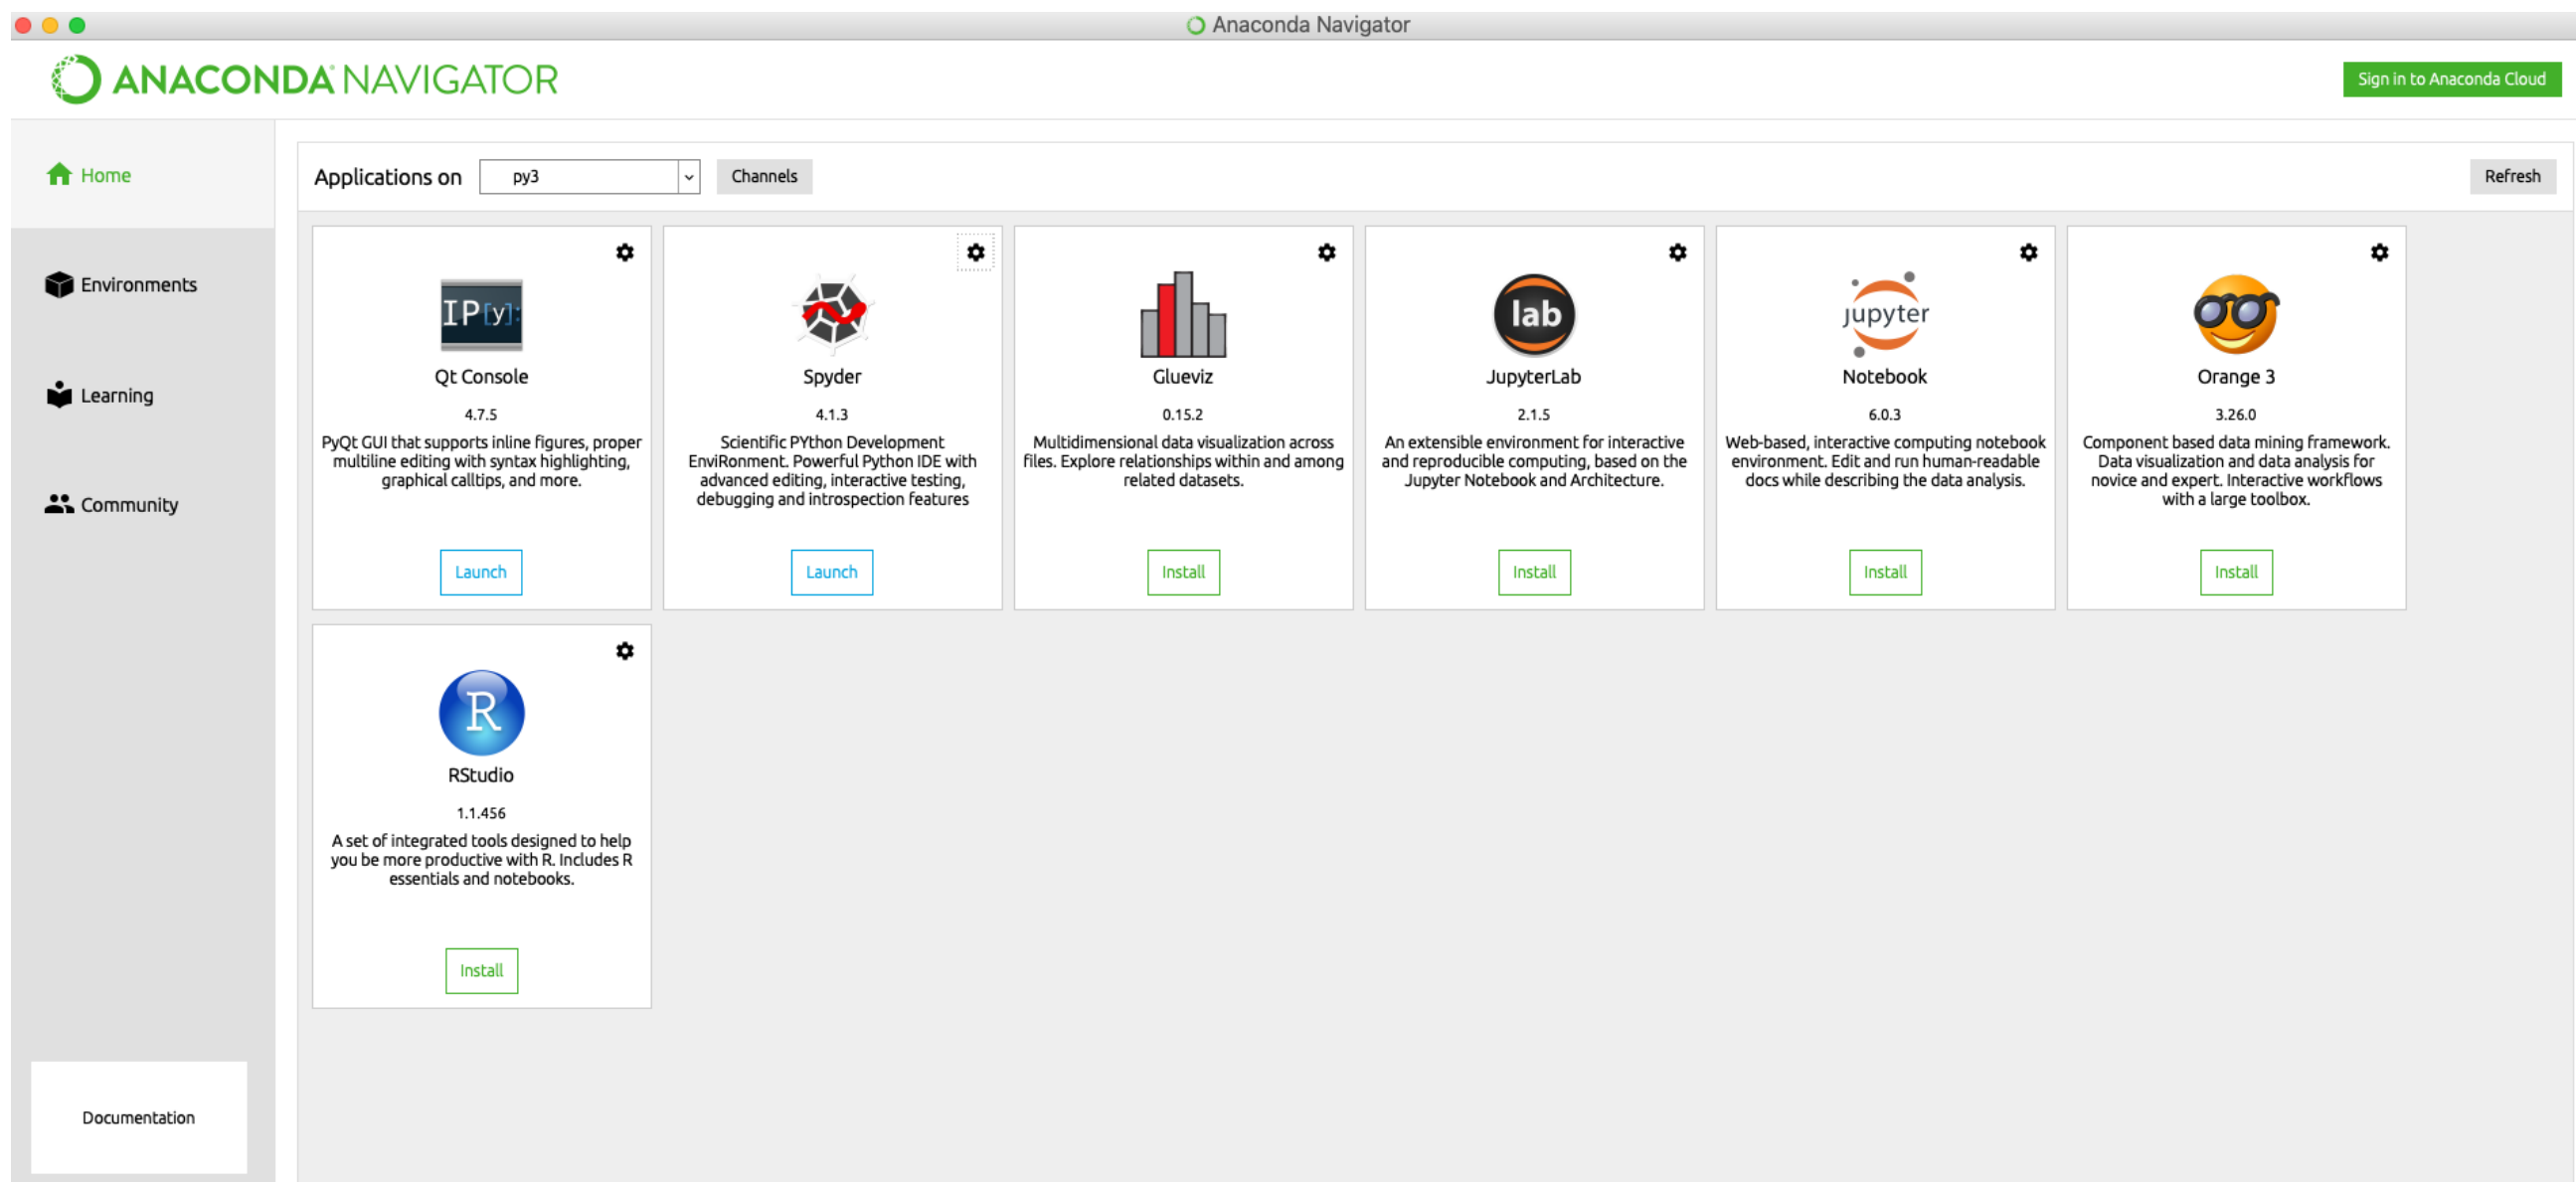 Anaconda Navigator
ANACONDA NAVIGATOR
Sign in to Anaconda Cloud
Home
Environments
Learning
Community
Documentation
Applications on
py3
Channels
Refresh
IP[y]:
Qt Console
4.7.5
PyQt GUI that supports inline figures, proper
multiline editing with syntax highlighting,
graphical calltips, and more.
Launch
Spyder
4.1.3
Scientific PYthon Development
EnviRonment. Powerful Python IDE with
advanced editing, interactive testing,
debugging and introspection features
Launch
Glueviz
0.15.2
Multidimensional data visualization across
files. Explore relationships within and among
related datasets.
Install
lab
JupyterLab
2.1.5
An extensible environment for interactive
and reproducible computing, based on the
Jupyter Notebook and Architecture.
Install
jupyter
Notebook
6.0.3
Web-based, interactive computing notebook
environment. Edit and run human-readable
docs while describing the data analysis.
Install
Orange 3
3.26.0
Component based data mining framework.
Data visualization and data analysis for
novice and expert. Interactive workflows
with a large toolbox.
Install
R
RStudio
1.1.456
A set of integrated tools designed to help
you be more productive with R. Includes R
essentials and notebooks.
Install